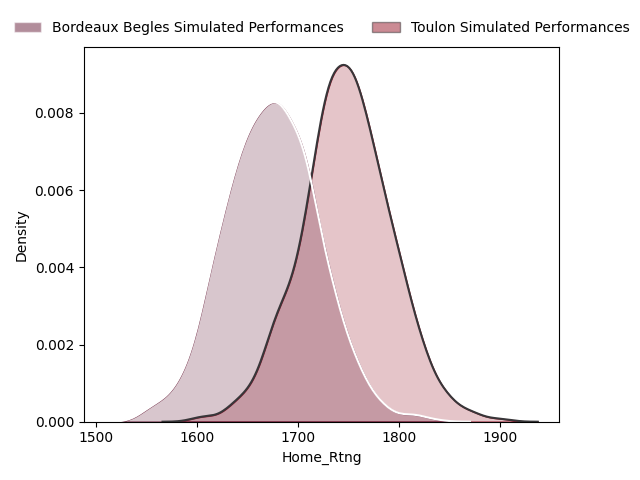 Bordeaux Begles Simulated Performances
Toulon Simulated Performances
Density
0.008
0.006
0.004
0.002
0.000
1500
1600
1700
1800
1900
Home_Rtng